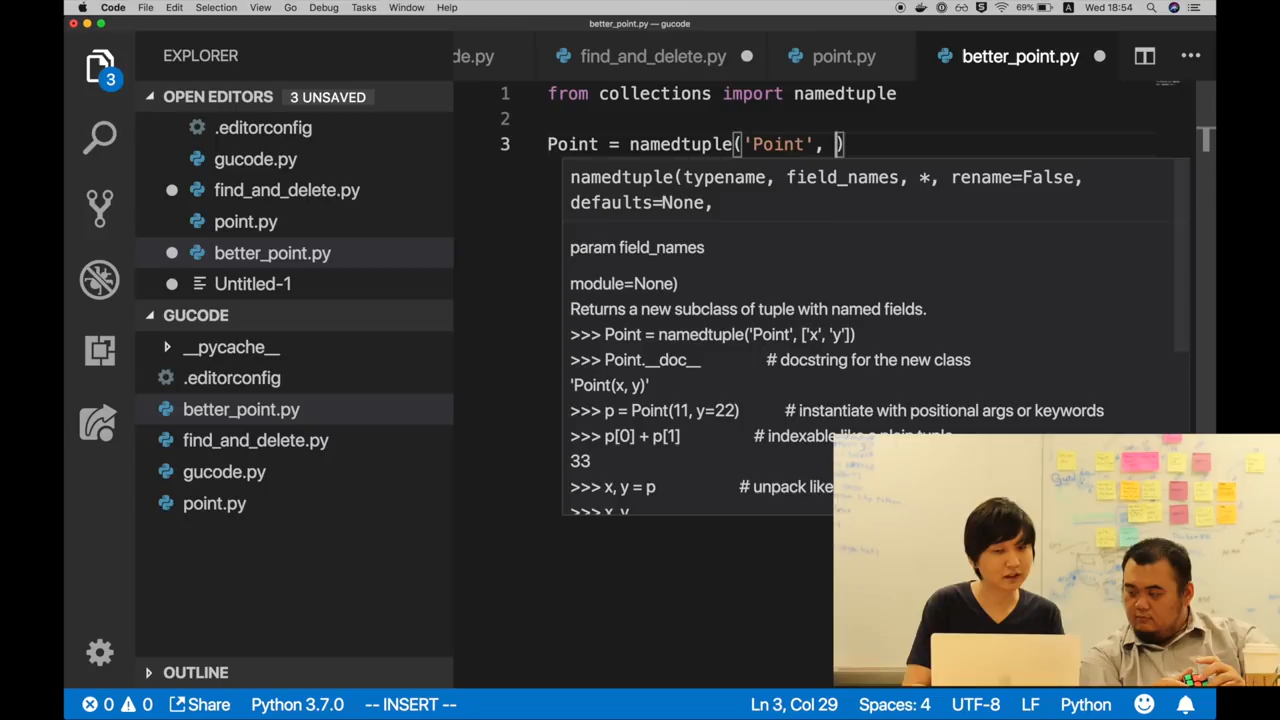 Code File Edit Selection View Go Debug Tasks Window Help 69% A Wed 18:54
better_point.py — gucode
EXPLORER
de.py find_and_delete.py point.py better_point.py
OPEN EDITORS 3 UNSAVED
3
.editorconfig
gucode.py
find_and_delete.py
point.py
better_point.py
Untitled-1
GUCODE
__pycache__
.editorconfig
better_point.py
find_and_delete.py
gucode.py
point.py
OUTLINE
1 from collections import namedtuple
2
3 Point = namedtuple('Point', )
namedtuple(typename, field_names, *, rename=False,
defaults=None,
param field_names
module=None)
Returns a new subclass of tuple with named fields.
>>> Point = namedtuple('Point', ['x', 'y'])
>>> Point.__doc__ # docstring for the new class
'Point(x, y)'
>>> p = Point(11, y=22) # instantiate with positional args or keywords
>>> p[0] + p[1] # indexable like a plain tuple
33
>>> x, y = p # unpack like
>>> x, y
0 0 Share Python 3.7.0 -- INSERT -- Ln 3, Col 29 Spaces: 4 UTF-8 LF Python